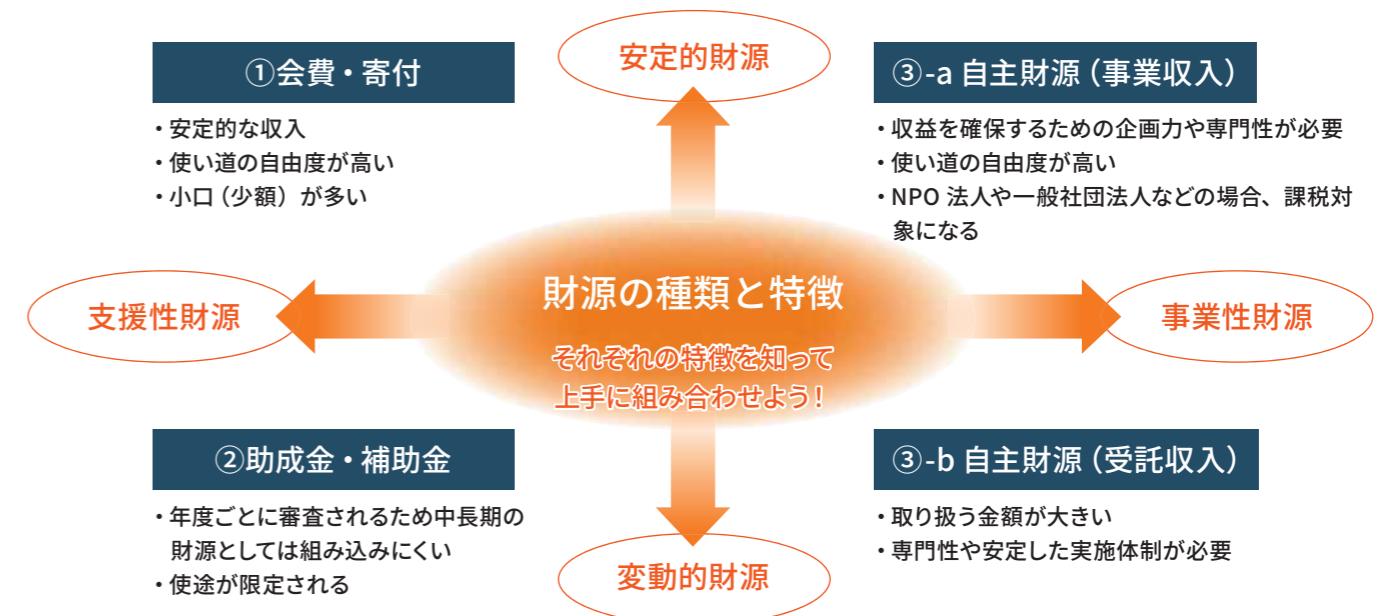 安定的財源
①会費・寄付
・安定的な収入
・使い道の自由度が高い
・小口（少額）が多い
③-a 自主財源（事業収入）
・収益を確保するための企画力や専門性が必要
・使い道の自由度が高い
・NPO 法人や一般社団法人などの場合、課税対
象になる
支援性財源
財源の種類と特徴
それぞれの特徴を知って
上手に組み合わせよう！
事業性財源
②助成金・補助金
・年度ごとに審査されるため中長期の
財源としては組み込みにくい
・使途が限定される
③-b 自主財源（受託収入）
・取り扱う金額が大きい
・専門性や安定した実施体制が必要
変動的財源